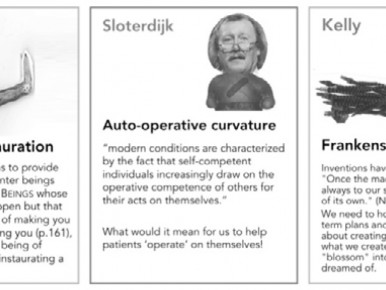 uration
s to provide
nter beings
BEINGS whose
open but that
of making you
ng you (p.161),
being of
instaurating a
Sloterdijk
Auto-operative curvature
“modern conditions are characterized
by the fact that self-competent
individuals increasingly draw on the
operative competence of others for
their acts on themselves.”
What would it mean for us to help
patients ‘operate’ on themselves!
Kelly
Frankens
Inventions hav
"Once the ma
always to our s
of its own." (N
We need to ho
term plans and
about creating
what we create
"blossom" into
dreamed of.